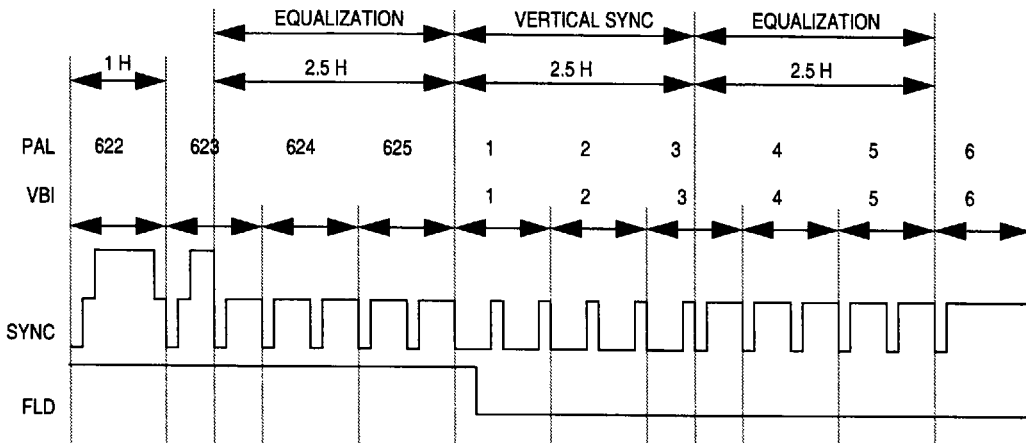 EQUALIZATION VERTICAL SYNC EQUALIZATION
1 H 2.5 H 2.5 H 2.5 H
PAL 622 623 624 625 1 2 3 4 5 6
VBI 1 2 3 4 5 6
SYNC
FLD